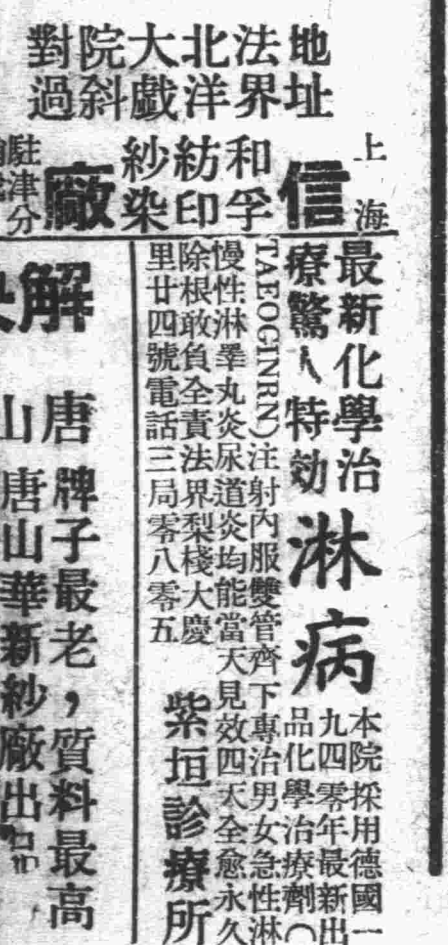 地址
法界北洋大戲院斜對過
上海
信
和紡紗
孚印染
廠
駐津分
最新化學治
療驚人特効
淋病
本院採用德國一
九四零年最新出
品化學治療劑（
TAEOGINRN）注射內服雙管齊下專治男女急性淋
慢性淋睪丸炎尿道炎均能當天見效四天全愈永久
除根敢負全責法界梨棧大慶
里廿四號電話三局零八零五
紫垣診療所
解
唐山
牌子最老，質料最高
唐山華新紗廠出品